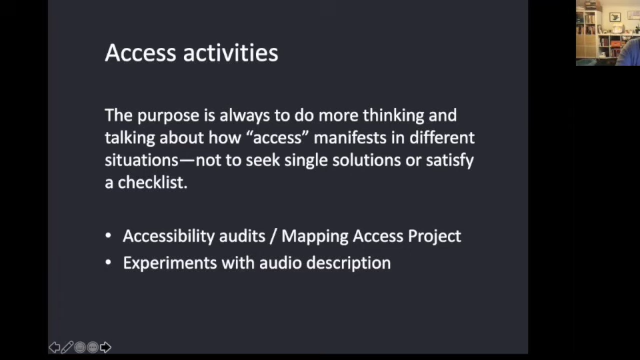 Access activities
The purpose is always to do more thinking and
talking about how “access” manifests in different
situations—not to seek single solutions or satisfy
a checklist.
• Accessibility audits / Mapping Access Project
• Experiments with audio description